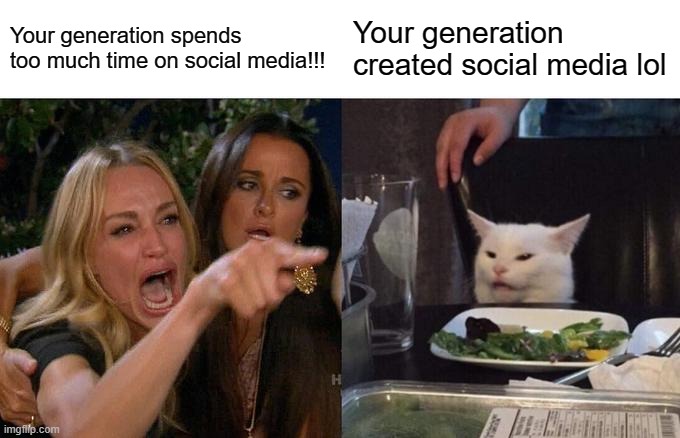 Your generation spends
too much time on social media!!!
Your generation
created social media lol
imgflip.com